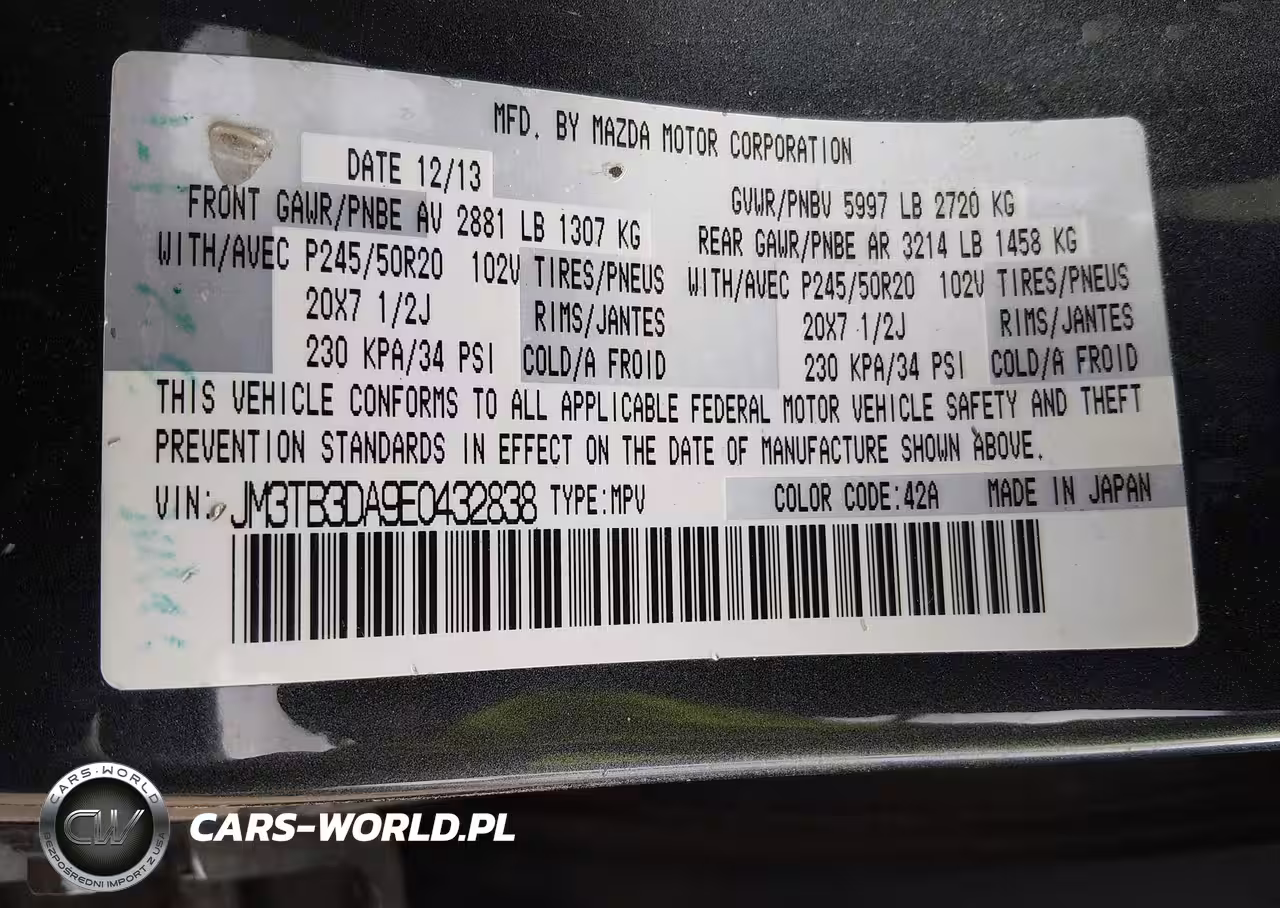 MFD. BY MAZDA MOTOR CORPORATION
DATE 12/13
GVWR/PNBV 5997 LB 2720 KG
FRONT GAWR/PNBE AV 2881 LB 1307 KG
REAR GAWR/PNBE AR 3214 LB 1458 KG
WITH/AVEC P245/50R20 102V TIRES/PNEUS
WITH/AVEC P245/50R20 102V TIRES/PNEUS
20X7 1/2J RIMS/JANTES
20X7 1/2J RIMS/JANTES
230 KPA/34 PSI COLD/A FROID
230 KPA/34 PSI COLD/A FROID
THIS VEHICLE CONFORMS TO ALL APPLICABLE FEDERAL MOTOR VEHICLE SAFETY AND THEFT
PREVENTION STANDARDS IN EFFECT ON THE DATE OF MANUFACTURE SHOWN ABOVE.
VIN: JM3TB3DA9E0432838 TYPE:MPV COLOR CODE:42A MADE IN JAPAN
CARS-WORLD
CW
BEZPOŚREDNI IMPORT Z USA
CARS-WORLD.PL